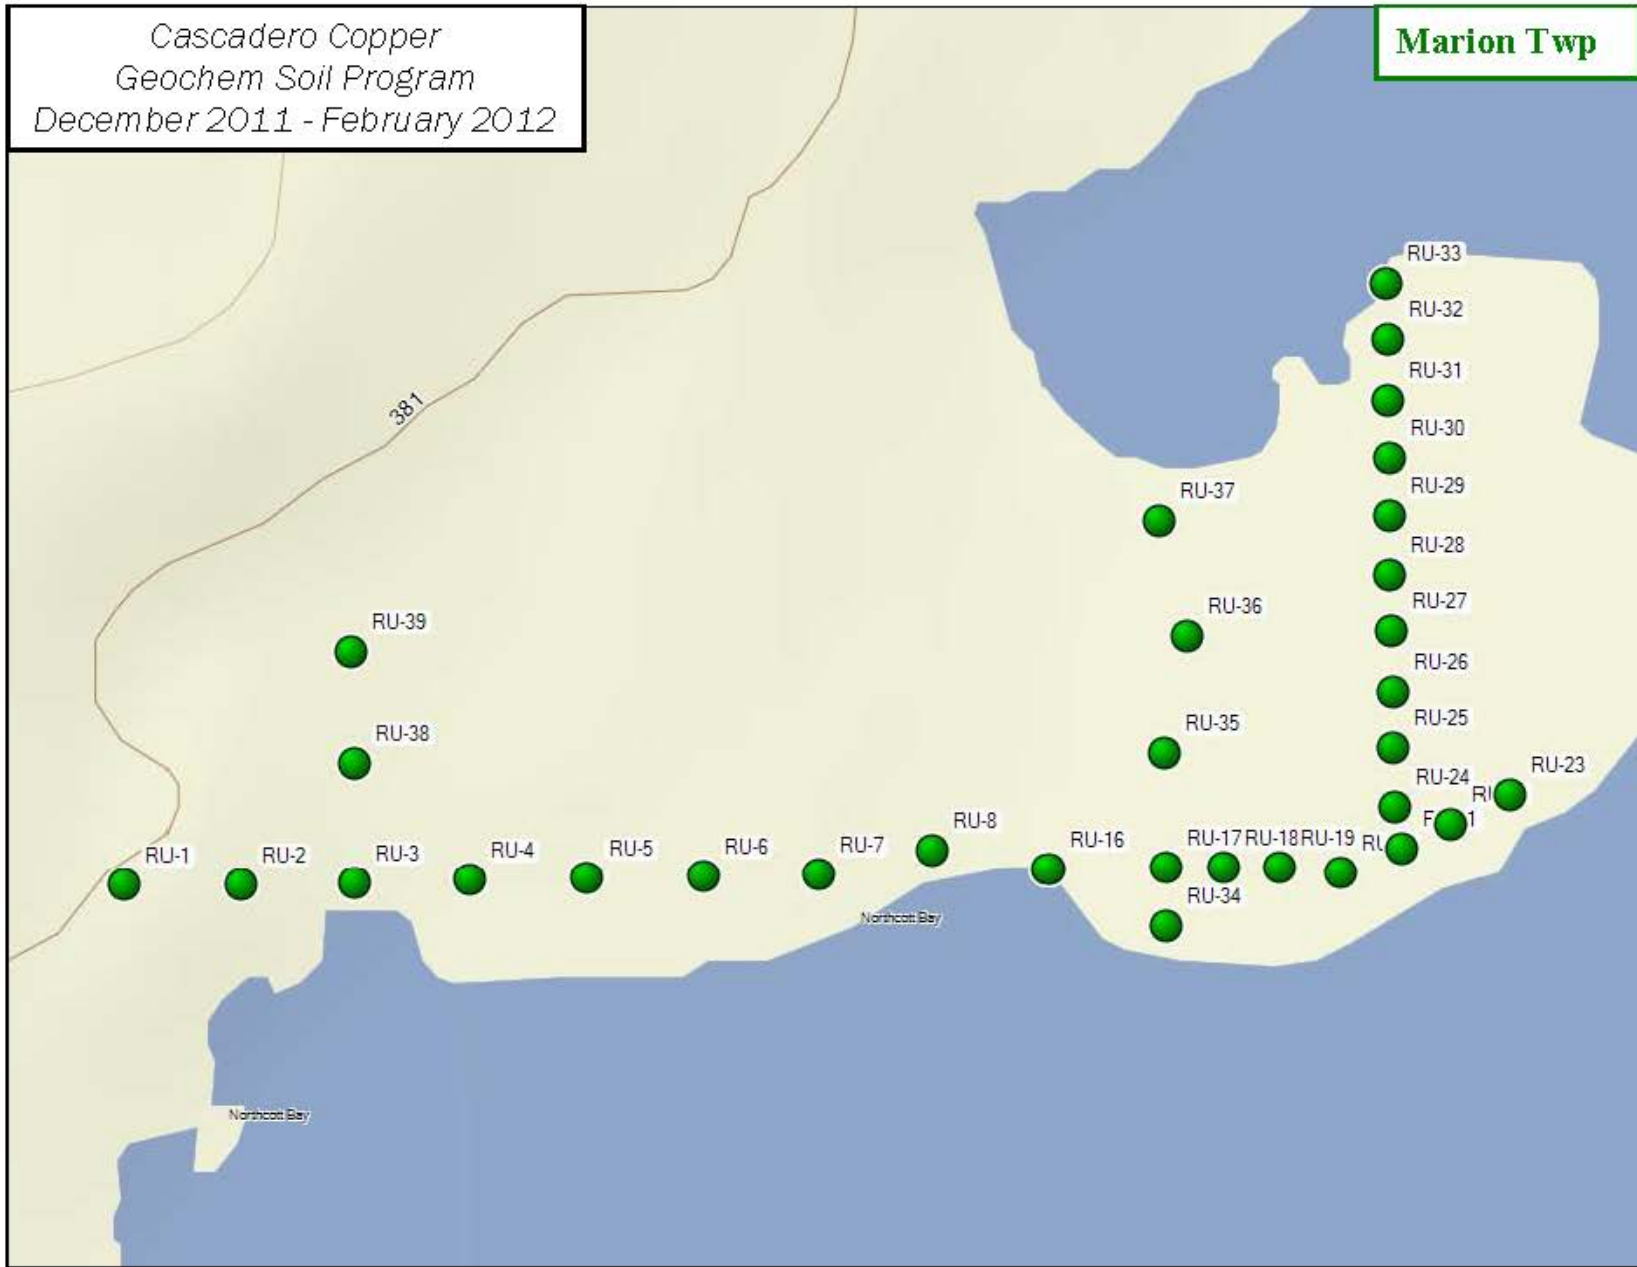 Cascadero Copper
Geochem Soil Program
December 2011 - February 2012
Marion Twp
RU-33
RU-32
381
RU-31
RU-30
RU-37
RU-29
RU-28
RU-39
RU-36
RU-27
RU-26
RU-38
RU-35
RU-25
RU-24
RU-23
RU-1
RU-2
RU-3
RU-4
RU-5
RU-6
RU-7
RU-8
RU-16
RU-17
RU-18
RU-19
RU-34
Northcott Bay
Northcott Bay